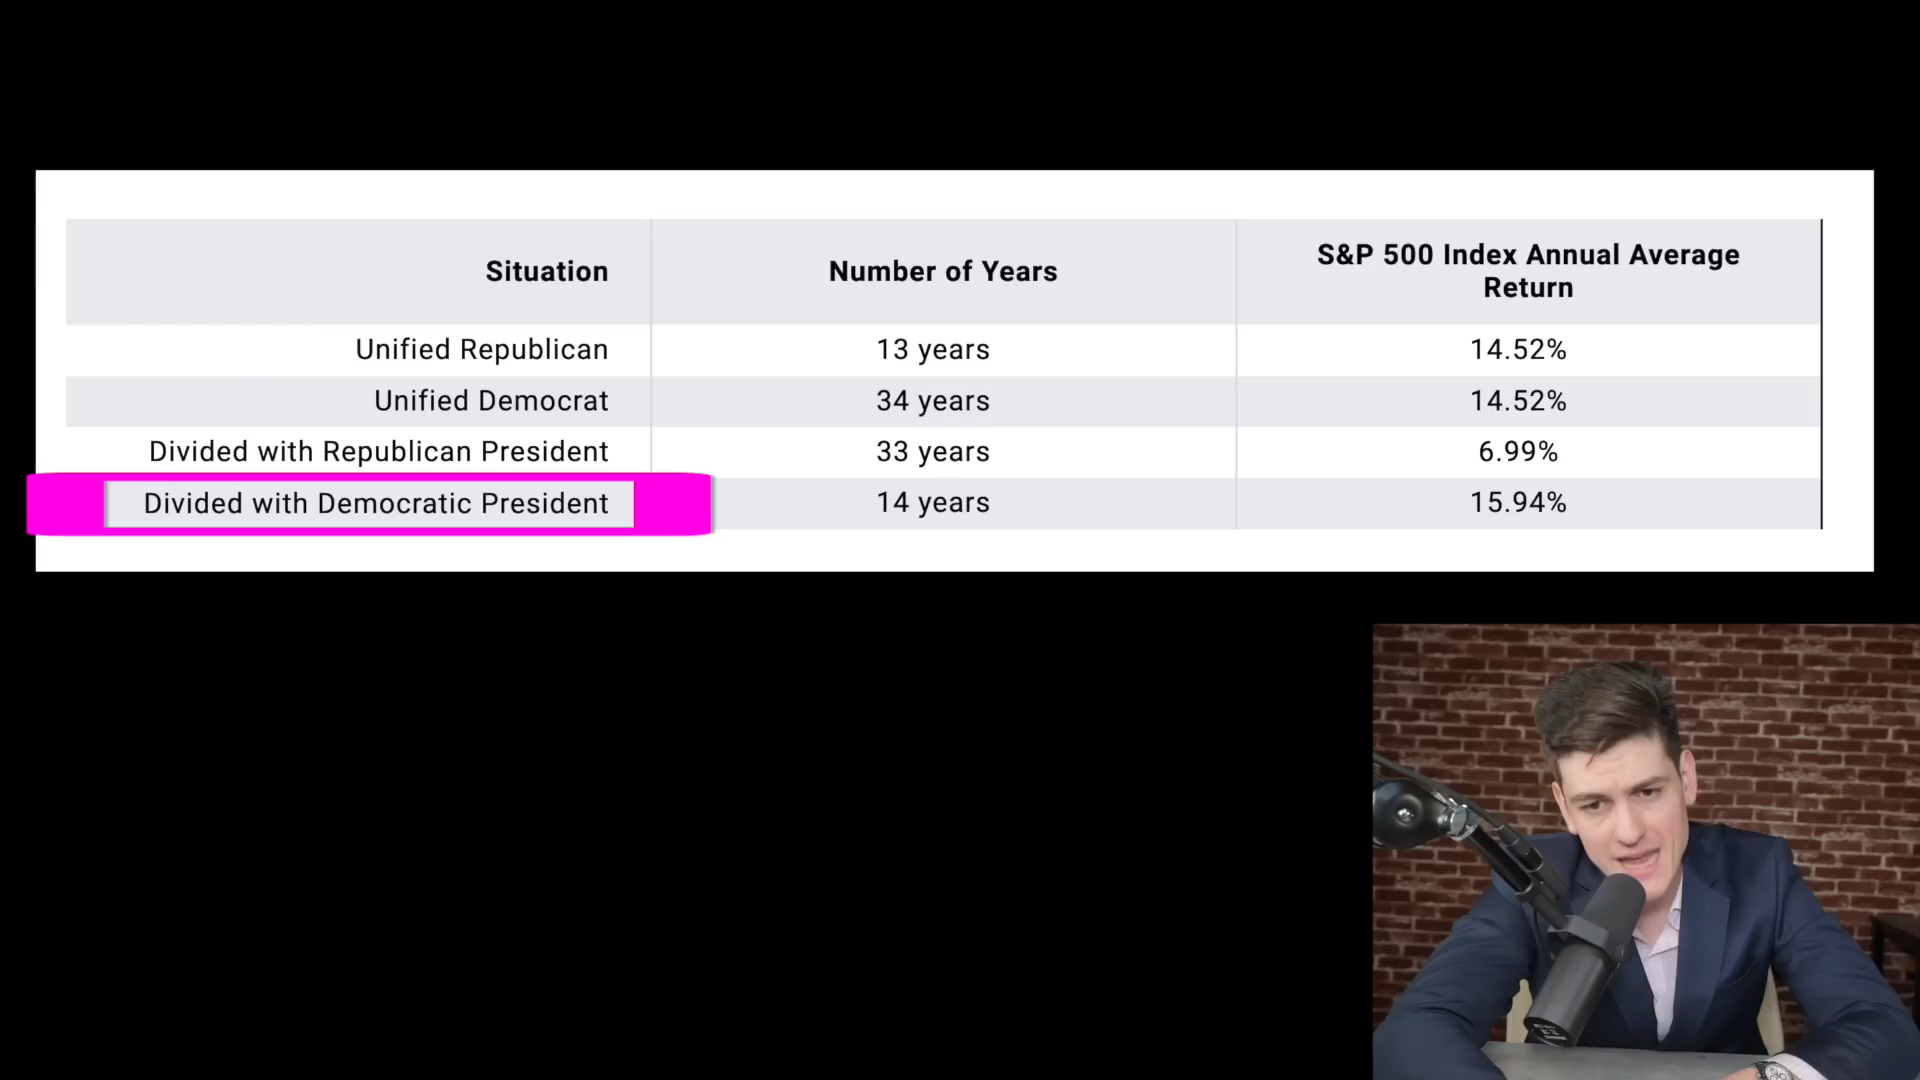 Situation Number of Years S&P 500 Index Annual Average
Return
Unified Republican 13 years 14.52%
Unified Democrat 34 years 14.52%
Divided with Republican President 33 years 6.99%
Divided with Democratic President 14 years 15.94%